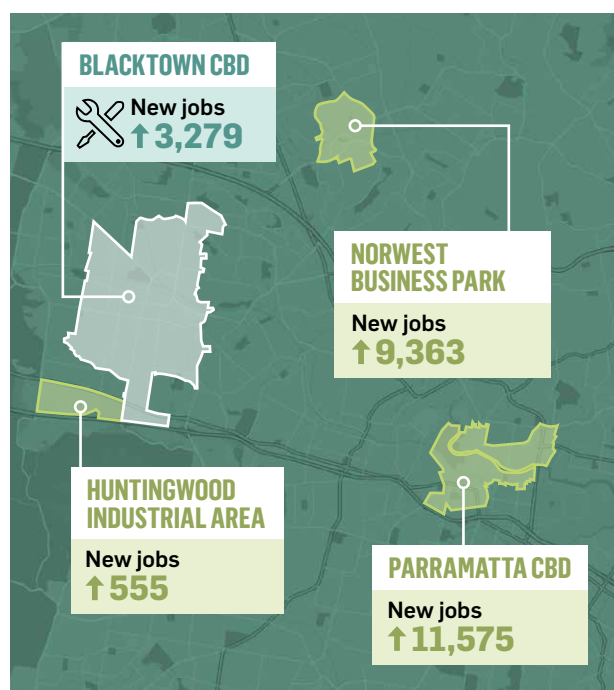 BLACKTOWN CBD
New jobs
↑ 3,279
NORWEST
BUSINESS PARK
New jobs
↑ 9,363
HUNTINGWOOD
INDUSTRIAL AREA
New jobs
↑ 555
PARRAMATTA CBD
New jobs
↑ 11,575